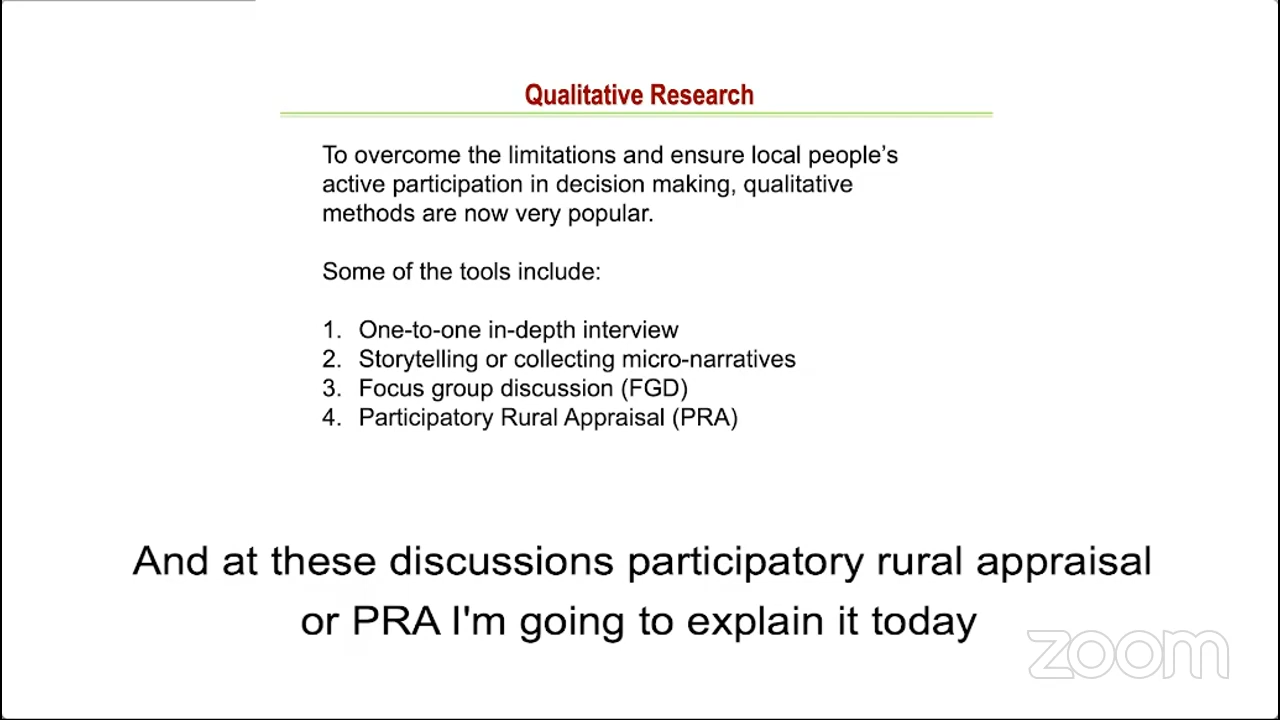 Qualitative Research
To overcome the limitations and ensure local people’s
active participation in decision making, qualitative
methods are now very popular.
Some of the tools include:
1. One-to-one in-depth interview
2. Storytelling or collecting micro-narratives
3. Focus group discussion (FGD)
4. Participatory Rural Appraisal (PRA)
And at these discussions participatory rural appraisal
or PRA I'm going to explain it today
zoom